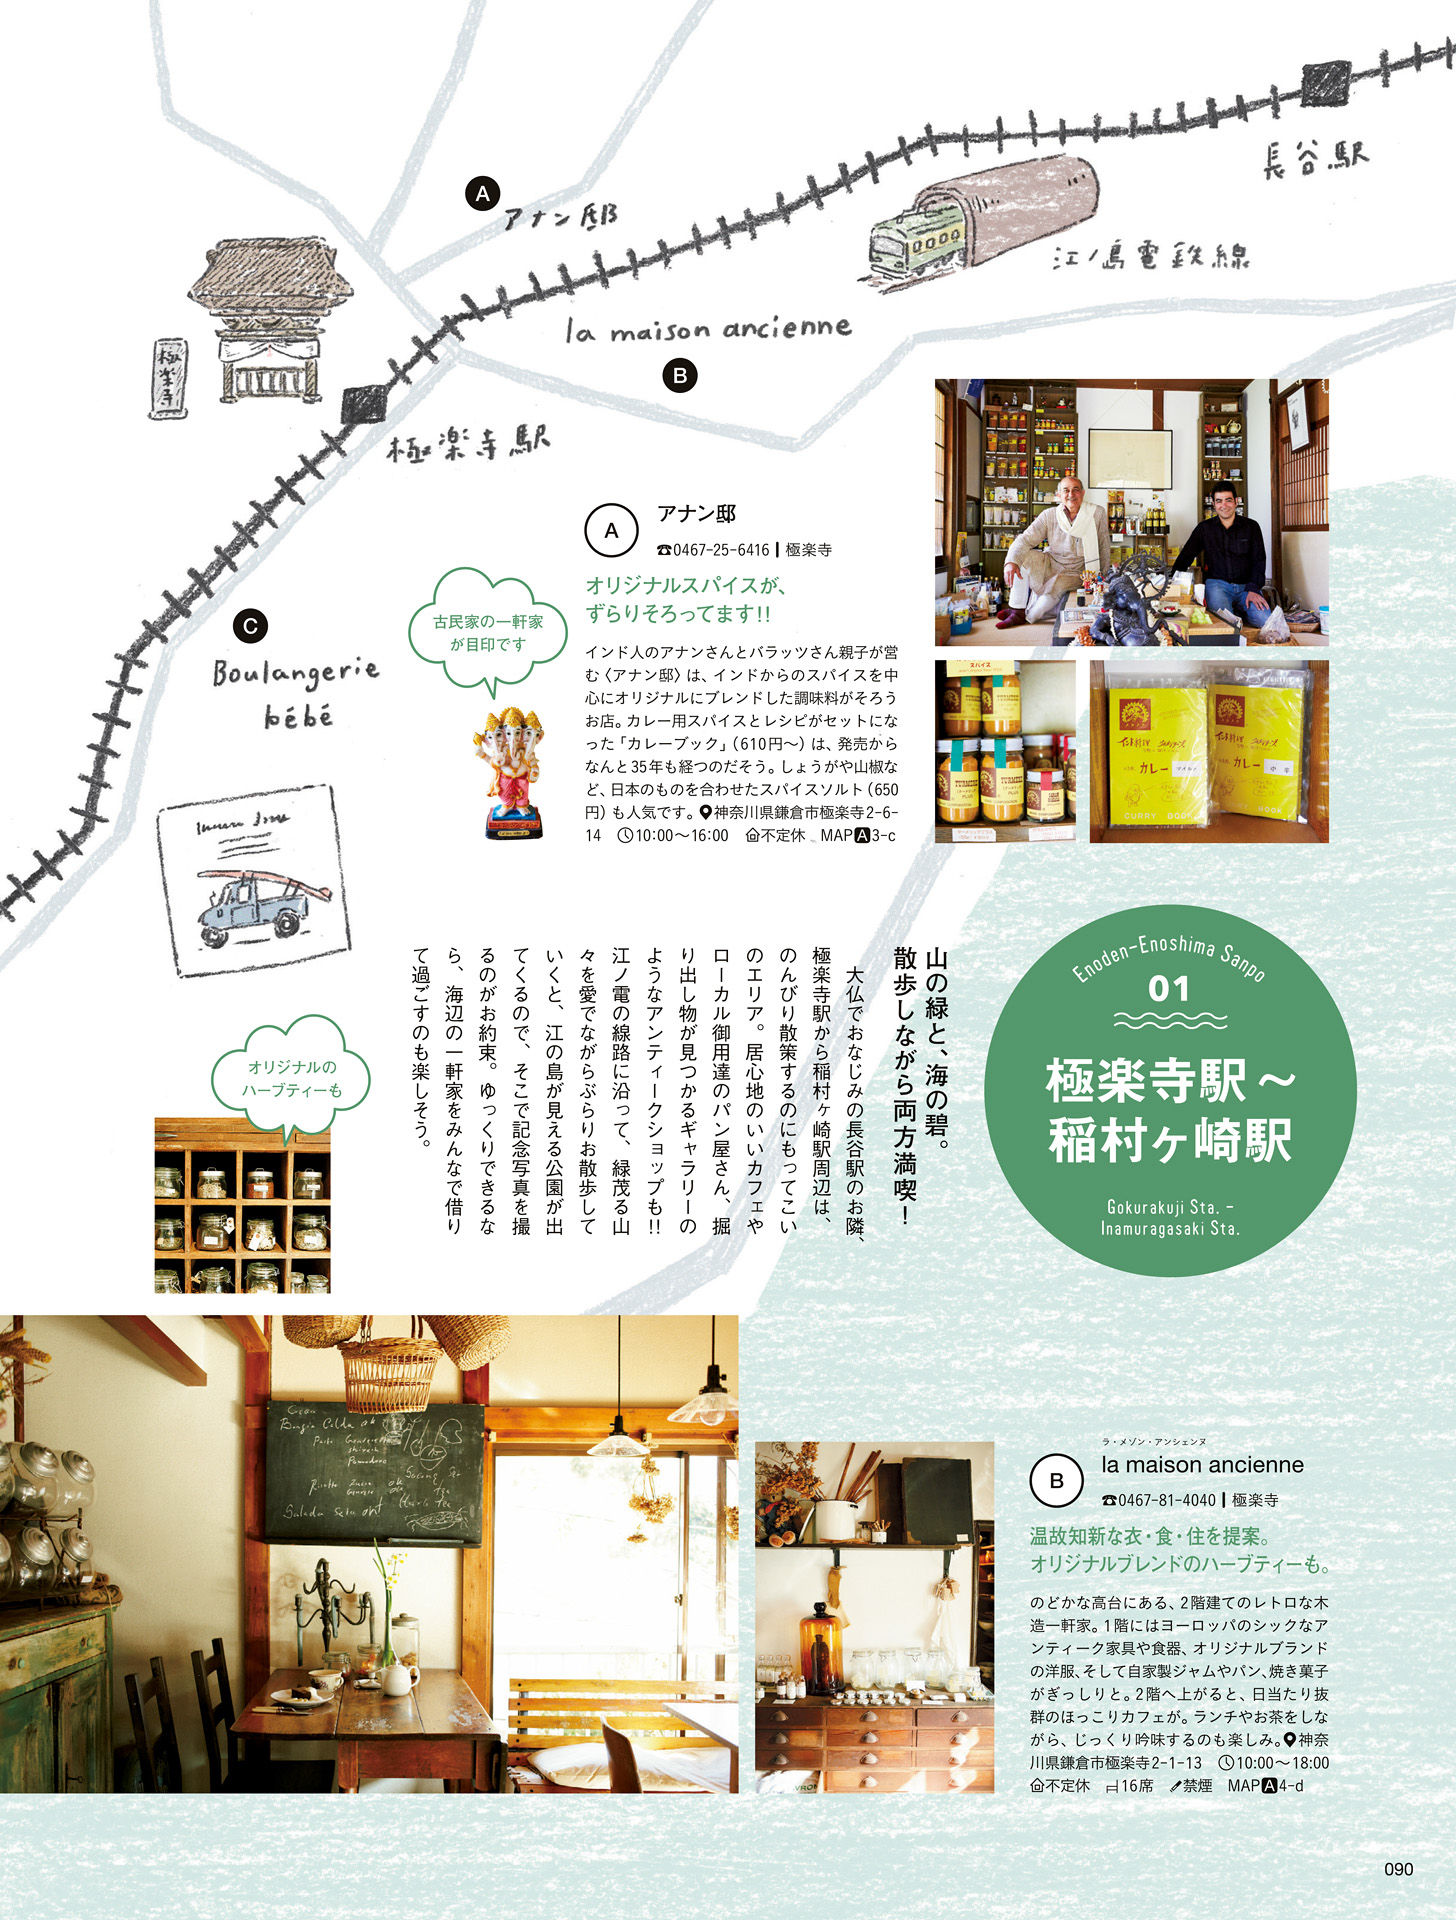 長谷駅
A
アナン邸
江ノ島電鉄線
la maison ancienne
B
極楽寺
極楽寺駅
C
Boulangerie
bébé
A
アナン邸
☎0467-25-6416┃極楽寺
オリジナルスパイスが、
ずらりそろってます!!
古民家の一軒家
が目印です
インド人のアナンさんとバラッツさん親子が営
む〈アナン邸〉は、インドからのスパイスを中
心にオリジナルにブレンドした調味料がそろう
お店。カレー用スパイスとレシピがセットにな
った「カレーブック」(610円〜)は、発売から
なんと35年も経つのだそう。しょうがや山椒な
ど、日本のものを合わせたスパイスソルト(650
円)も人気です。神奈川県鎌倉市極楽寺2-6-
14 10:00〜16:00 不定休 MAP A 3-c
スパイス
カレー
CURRY BOOK
カレー
中辛
CURRY BOOK
Enoden-Enoshima Sanpo
01
極楽寺駅〜
稲村ヶ崎駅
Gokurakuji Sta. -
Inamuragasaki Sta.
山の緑と、海の碧。
散歩しながら両方満喫!
大仏でおなじみの長谷駅のお隣、
極楽寺駅から稲村ヶ崎駅周辺は、
のんびり散策するのにもってこい
のエリア。居心地のいいカフェや
ローカル御用達のパン屋さん、掘
り出し物が見つかるギャラリーの
ようなアンティークショップも!!
江ノ電の線路に沿って、緑茂る山
々を愛でながらぶらりお散歩して
いくと、江の島が見える公園が出
てくるので、そこで記念写真を撮
るのがお約束。ゆっくりできるな
ら、海辺の一軒家をみんなで借り
て過ごすのも楽しそう。
オリジナルの
ハーブティーも
B
ラ・メゾン・アンシェンヌ
la maison ancienne
☎0467-81-4040┃極楽寺
温故知新な衣・食・住を提案。
オリジナルブレンドのハーブティーも。
のどかな高台にある、2階建てのレトロな木
造一軒家。1階にはヨーロッパのシックなア
ンティーク家具や食器、オリジナルブランド
の洋服、そして自家製ジャムやパン、焼き菓子
がぎっしりと。2階へ上がると、日当たり抜
群のほっこりカフェが。ランチやお茶をしな
がら、じっくり吟味するのも楽しみ。神奈
川県鎌倉市極楽寺2-1-13 10:00〜18:00
不定休 16席 禁煙 MAP A 4-d
090